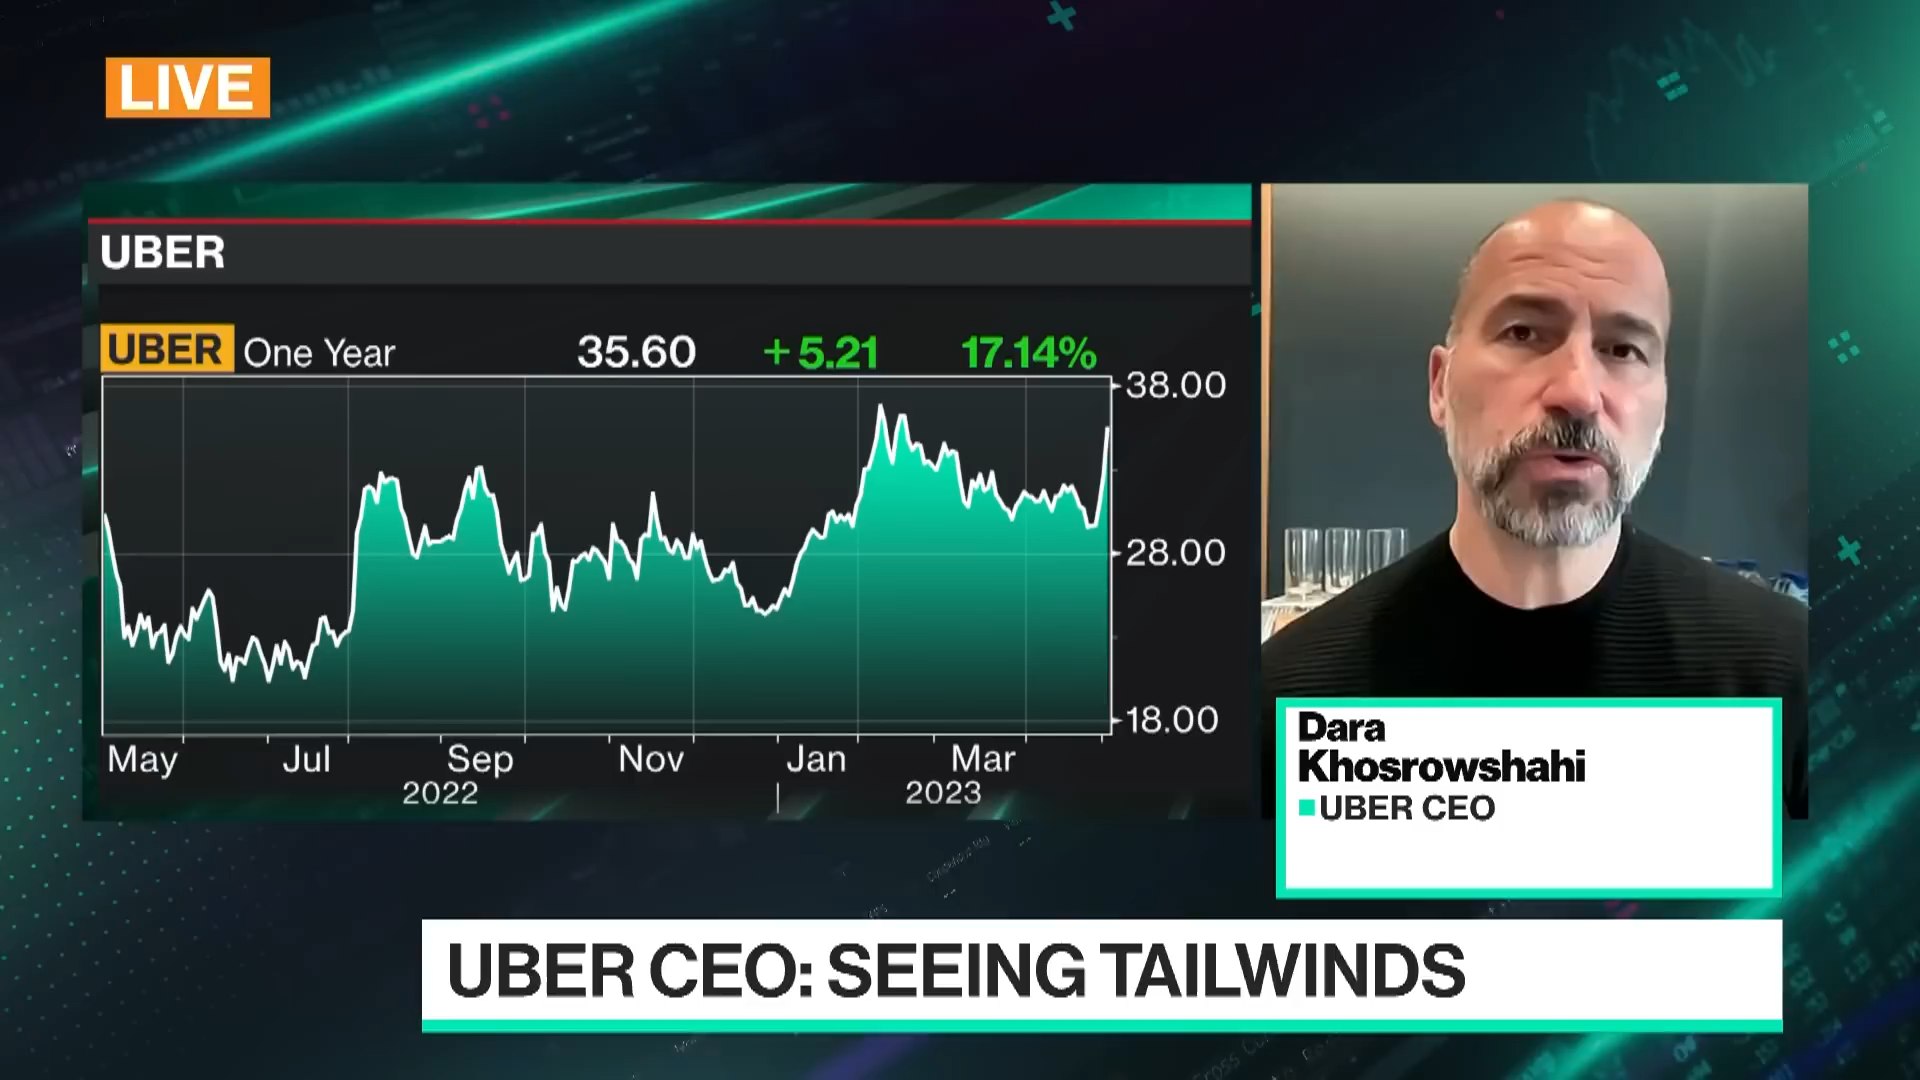 LIVE
UBER
UBER One Year 35.60 +5.21 17.14%
38.00
28.00
18.00
May Jul Sep Nov Jan Mar
2022 2023
Dara
Khosrowshahi
UBER CEO
UBER CEO: SEEING TAILWINDS